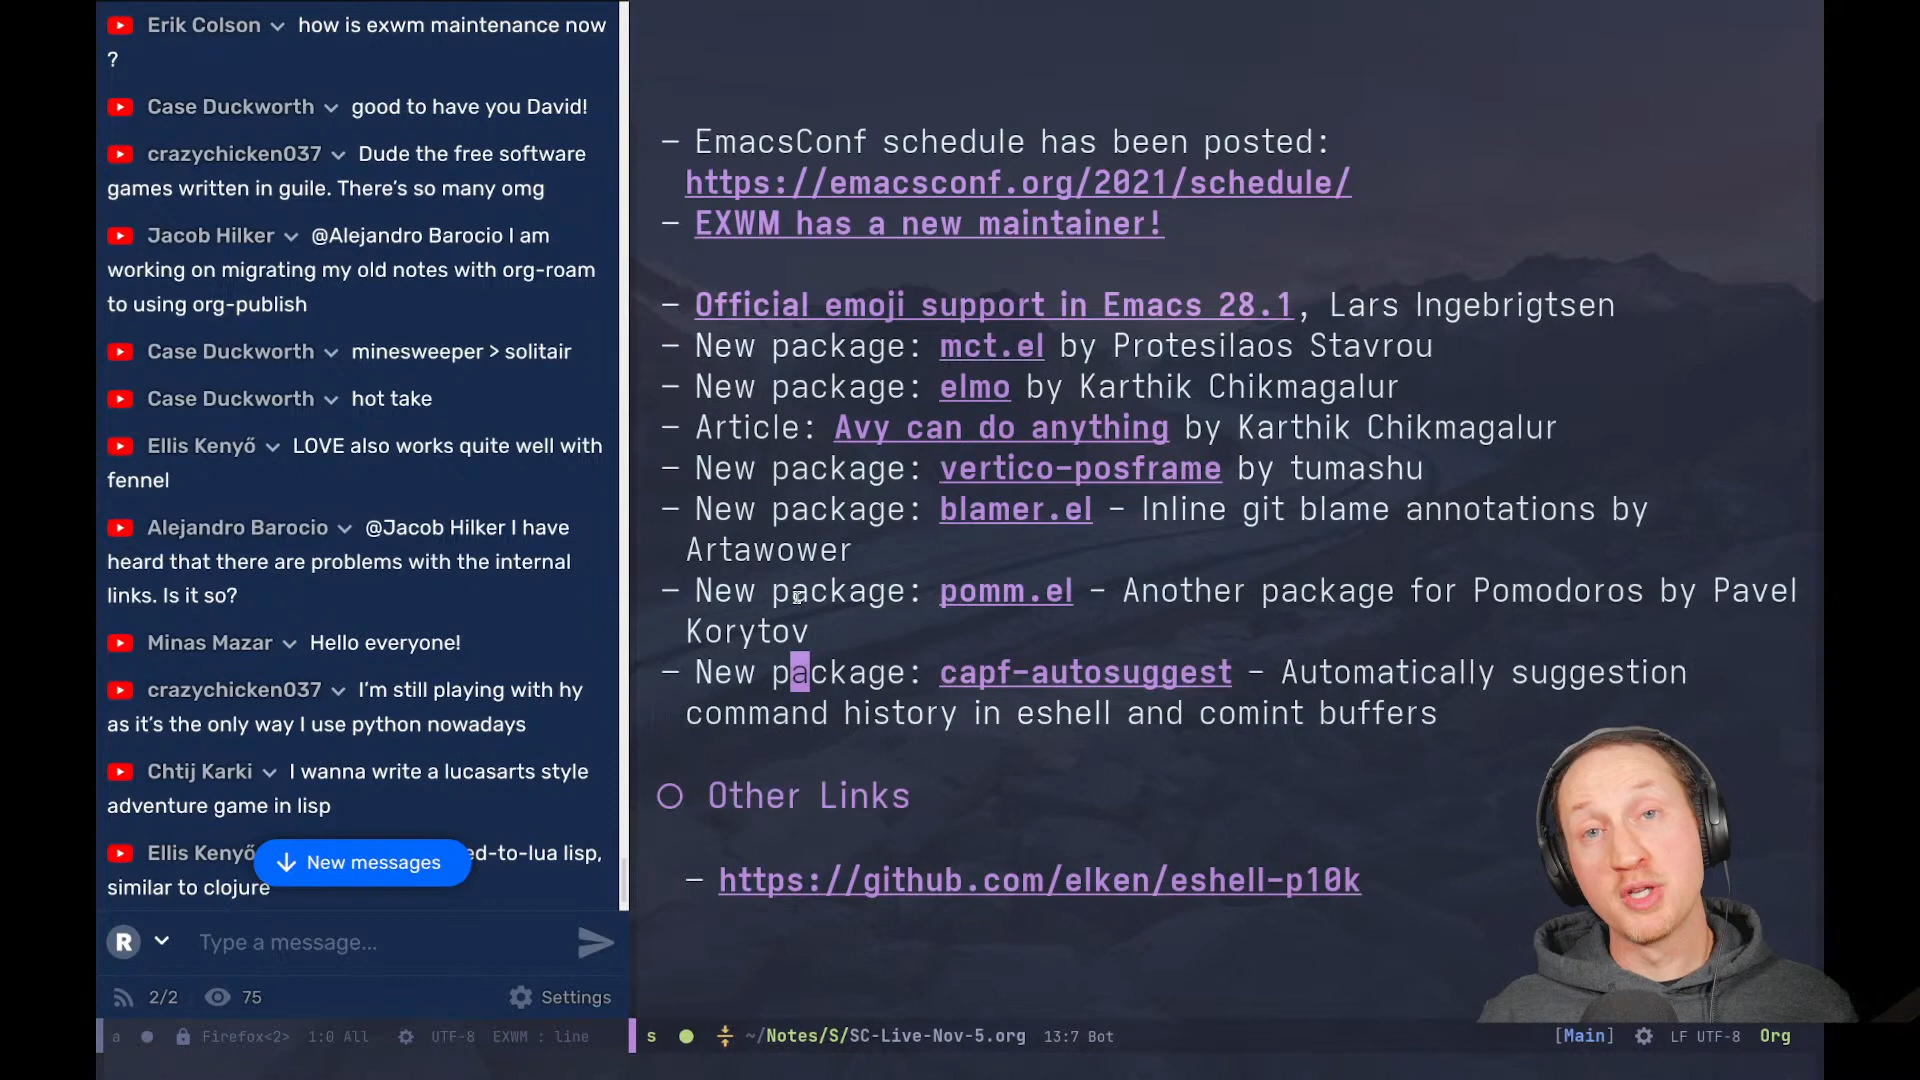 Erik Colson how is exwm maintenance now
?
Case Duckworth good to have you David!
crazychicken037 Dude the free software
games written in guile. There's so many omg
Jacob Hilker @Alejandro Barocio I am
working on migrating my old notes with org-roam
to using org-publish
Case Duckworth minesweeper > solitair
Case Duckworth hot take
Ellis Kenyő LOVE also works quite well with
fennel
Alejandro Barocio @Jacob Hilker I have
heard that there are problems with the internal
links. Is it so?
Minas Mazar Hello everyone!
crazychicken037 I'm still playing with hy
as it's the only way I use python nowadays
Chtij Karki I wanna write a lucasarts style
adventure game in lisp
Ellis Kenyő ed-to-lua lisp,
similar to clojure
New messages
R Type a message...
2/2 75 Settings
a Firefox<2> 1:0 All UTF-8 EXWM : line
- EmacsConf schedule has been posted:
https://emacsconf.org/2021/schedule/
- EXWM has a new maintainer!
- Official emoji support in Emacs 28.1, Lars Ingebrigtsen
- New package: mct.el by Protesilaos Stavrou
- New package: elmo by Karthik Chikmagalur
- Article: Avy can do anything by Karthik Chikmagalur
- New package: vertico-posframe by tumashu
- New package: blamer.el - Inline git blame annotations by
Artawower
- New package: pomm.el - Another package for Pomodoros by Pavel
Korytov
- New package: capf-autosuggest - Automatically suggestion
command history in eshell and comint buffers
Other Links
- https://github.com/elken/eshell-p10k
s ~/Notes/S/SC-Live-Nov-5.org 13:7 Bot [Main] LF UTF-8 Org